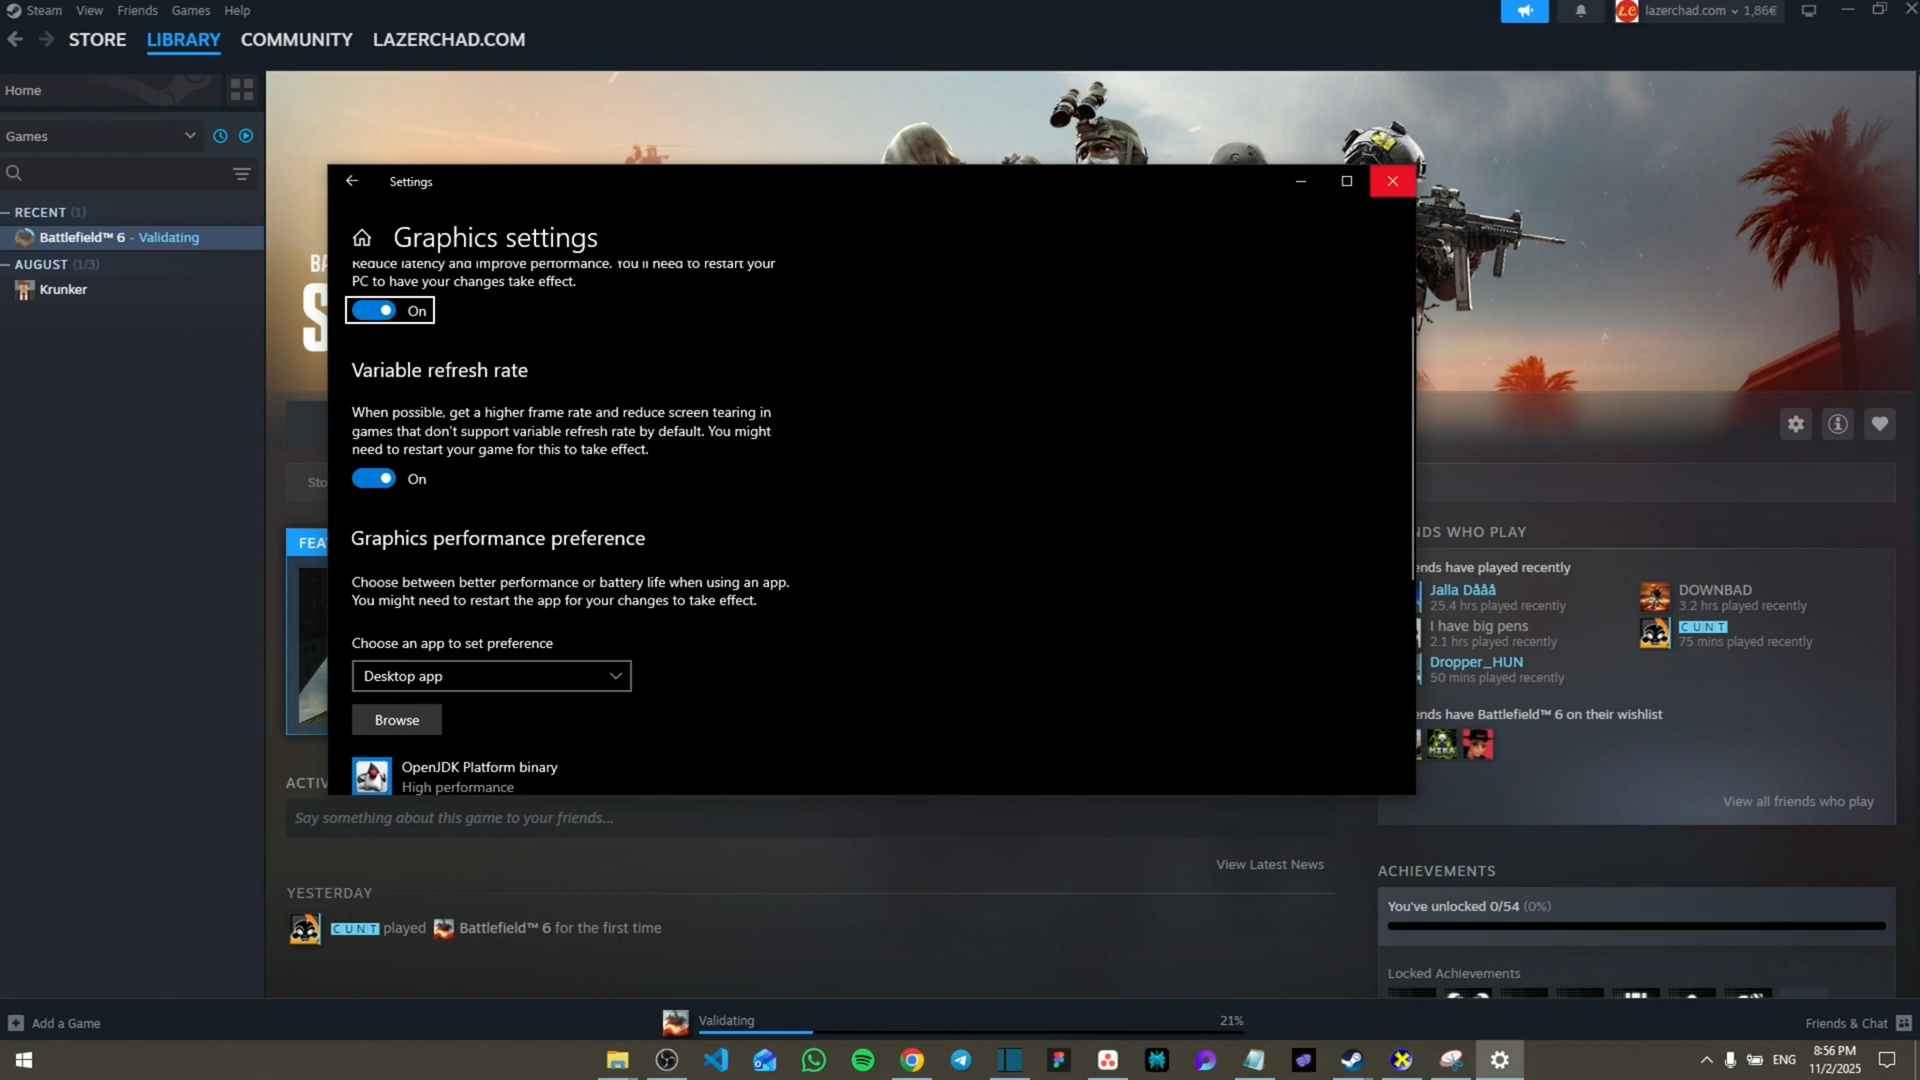 Steam View Friends Games Help
lazerchad.com 1,86€
STORE LIBRARY COMMUNITY LAZERCHAD.COM
Home
Games
RECENT (1)
Battlefield™ 6 - Validating
AUGUST (1/3)
Krunker
Settings
Graphics settings
Reduce latency and improve performance. You'll need to restart your
PC to have your changes take effect.
On
Variable refresh rate
When possible, get a higher frame rate and reduce screen tearing in
games that don't support variable refresh rate by default. You might
need to restart your game for this to take effect.
On
Graphics performance preference
Choose between better performance or battery life when using an app.
You might need to restart the app for your changes to take effect.
Choose an app to set preference
Desktop app
Browse
OpenJDK Platform binary
High performance
BA
S
Sto
FEA
ACTIV
Say something about this game to your friends...
View Latest News
YESTERDAY
CUNT played Battlefield™ 6 for the first time
NDS WHO PLAY
ends have played recently
Jalla Dååå
25.4 hrs played recently
DOWNBAD
3.2 hrs played recently
I have big pens
2.1 hrs played recently
CUNT
75 mins played recently
Dropper_HUN
50 mins played recently
ends have Battlefield™ 6 on their wishlist
View all friends who play
ACHIEVEMENTS
You've unlocked 0/54 (0%)
Locked Achievements
Add a Game
Validating 21%
Friends & Chat
ENG
8:56 PM
11/2/2025